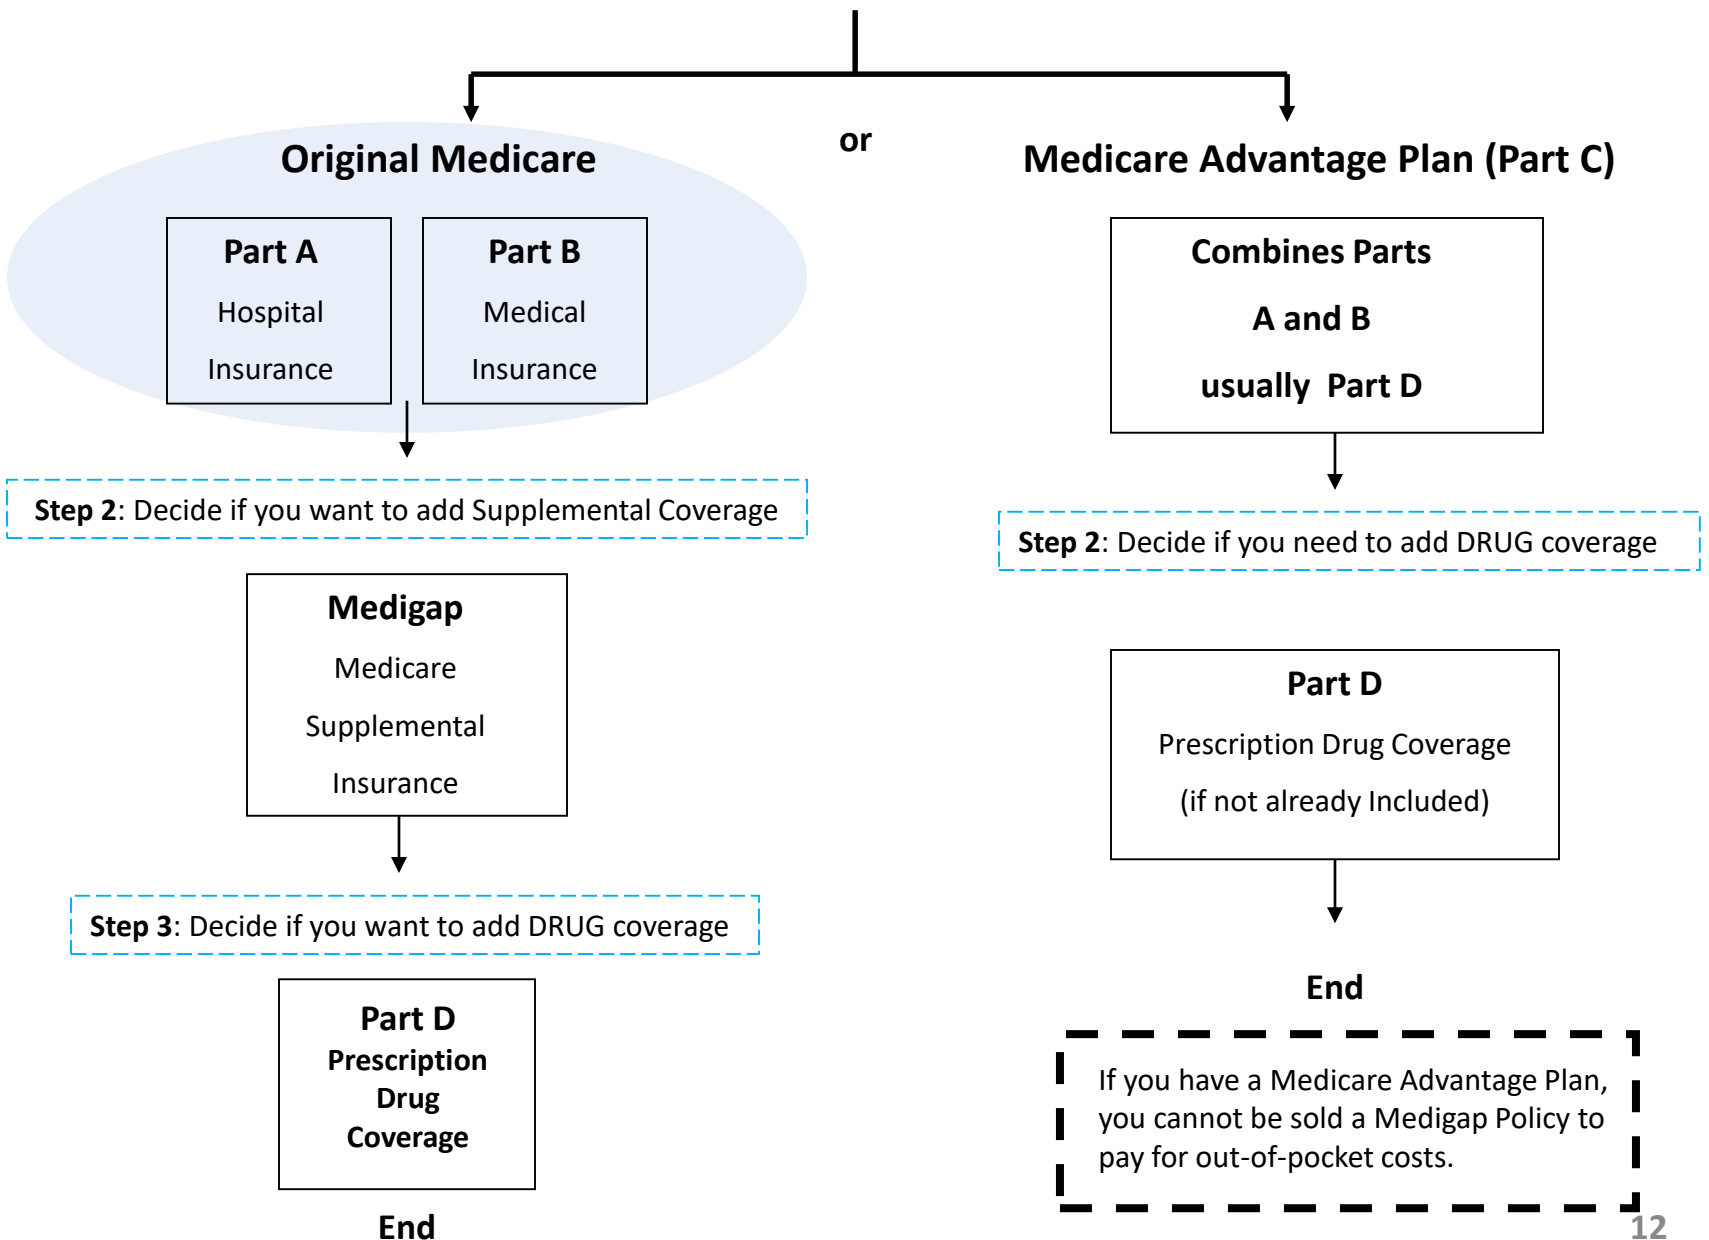 or
Original Medicare
Part A
Hospital
Insurance
Part B
Medical
Insurance
Step 2: Decide if you want to add Supplemental Coverage
Medigap
Medicare
Supplemental
Insurance
Step 3: Decide if you want to add DRUG coverage
Part D
Prescription
Drug
Coverage
End
Medicare Advantage Plan (Part C)
Combines Parts
A and B
usually Part D
Step 2: Decide if you need to add DRUG coverage
Part D
Prescription Drug Coverage
(if not already Included)
End
If you have a Medicare Advantage Plan,
you cannot be sold a Medigap Policy to
pay for out-of-pocket costs.
12